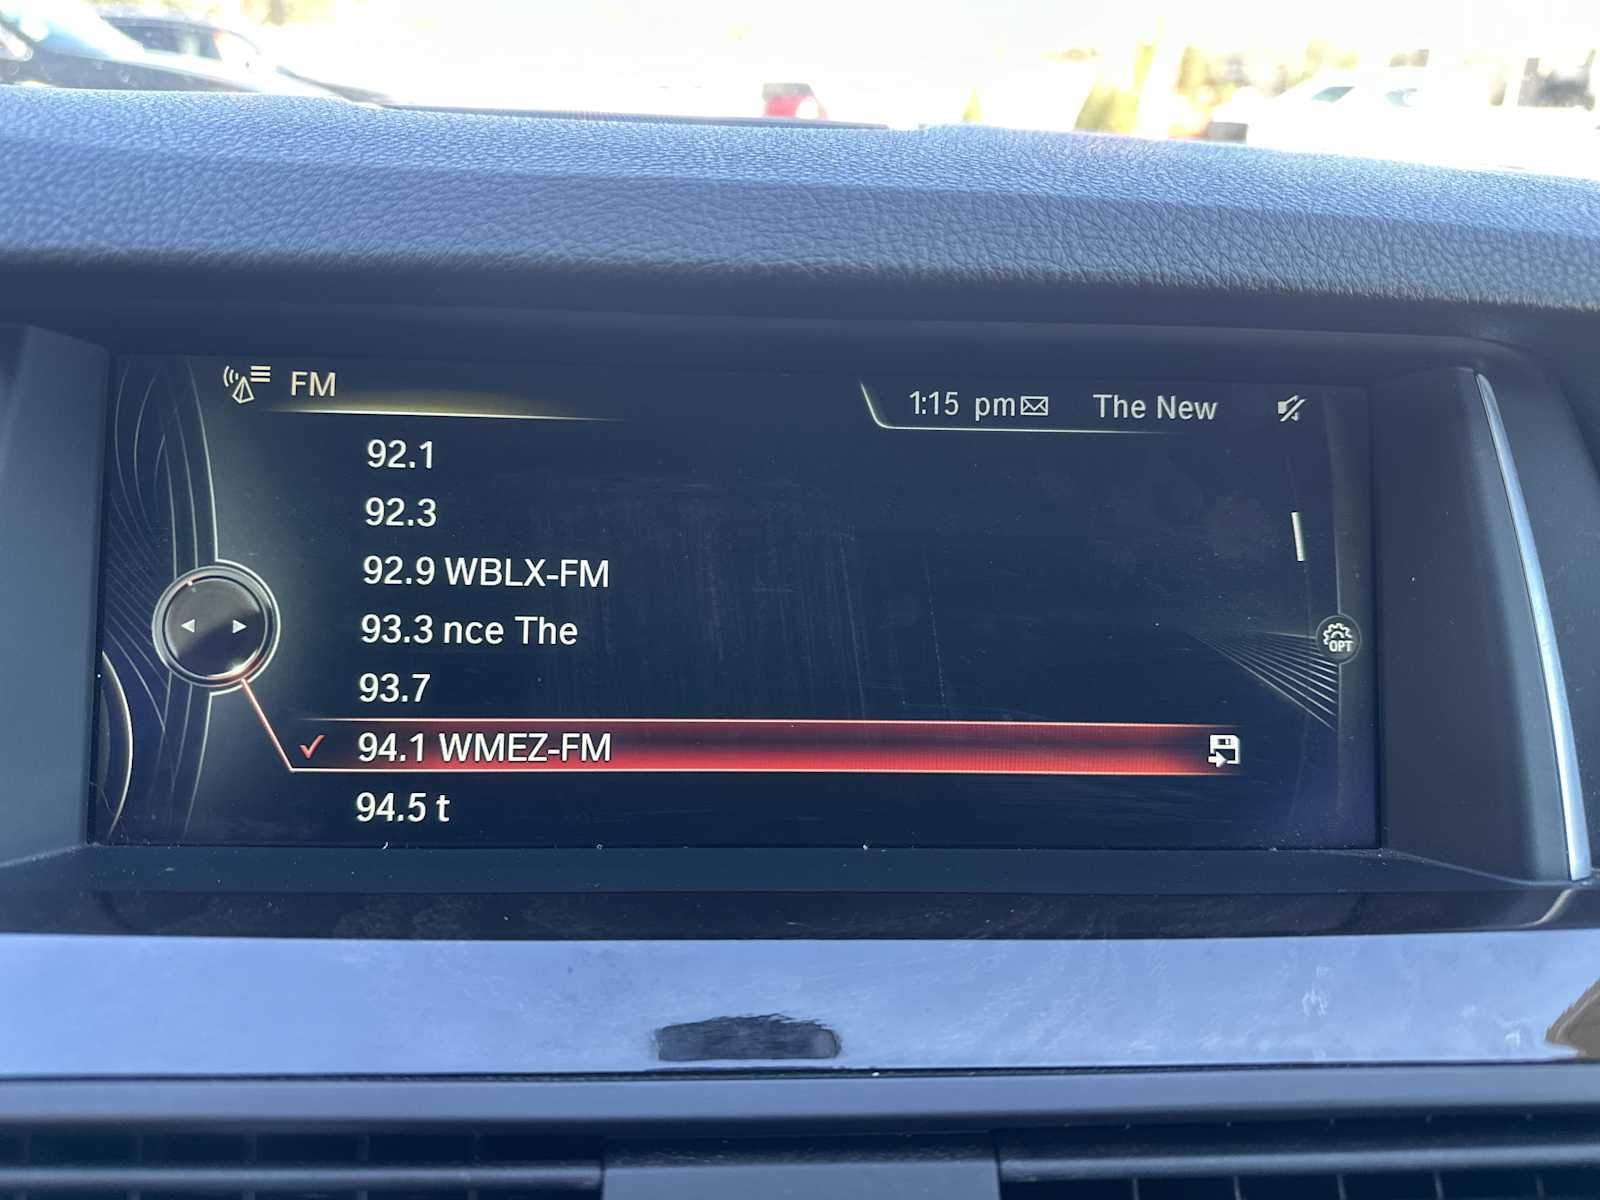 FM
1:15 pm The New
92.1
92.3
92.9 WBLX-FM
93.3 nce The
93.7
94.1 WMEZ-FM
94.5 t
OPT